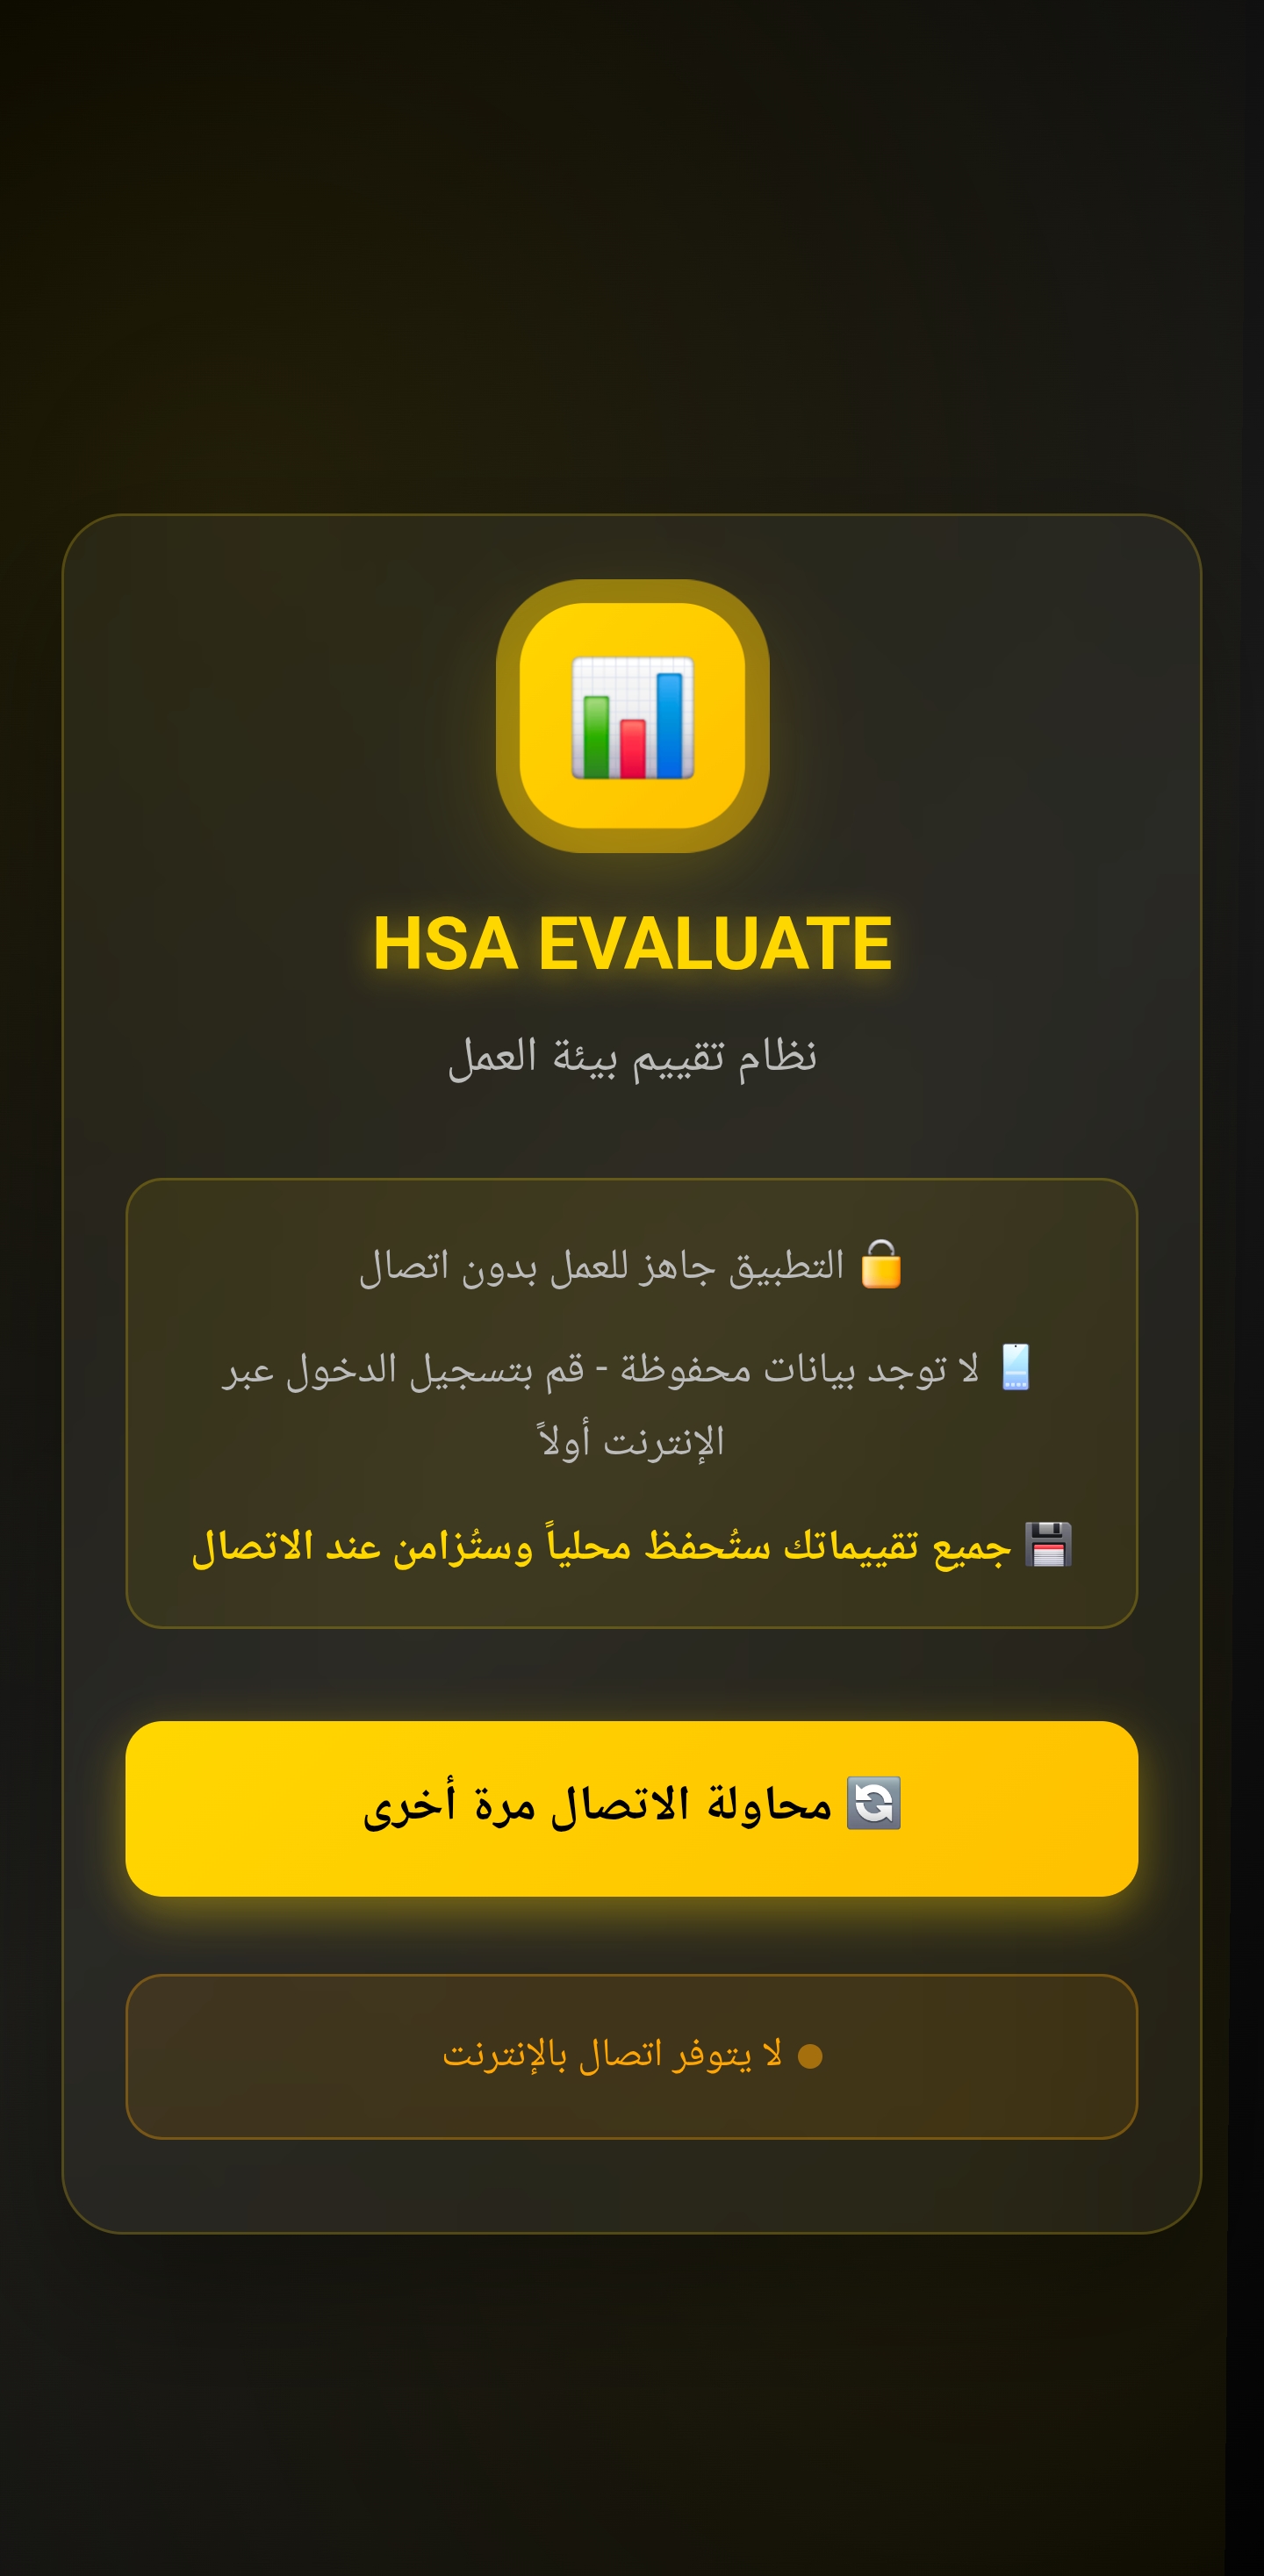 HSA EVALUATE
نظام تقييم بيئة العمل
🔒 التطبيق جاهز للعمل بدون اتصال
📱 لا توجد بيانات محفوظة - قم بتسجيل الدخول عبر
الإنترنت أولاً
💾 جميع تقييماتك ستُحفظ محلياً وستُزامن عند الاتصال
🔄 محاولة الاتصال مرة أخرى
لا يتوفر اتصال بالإنترنت